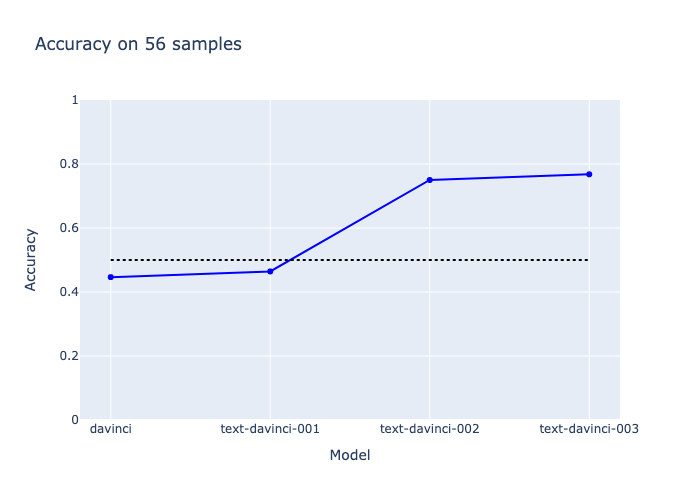 Accuracy on 56 samples
1
0.8
0.6
0.4
0.2
0
Accuracy
davinci
text-davinci-001
text-davinci-002
text-davinci-003
Model